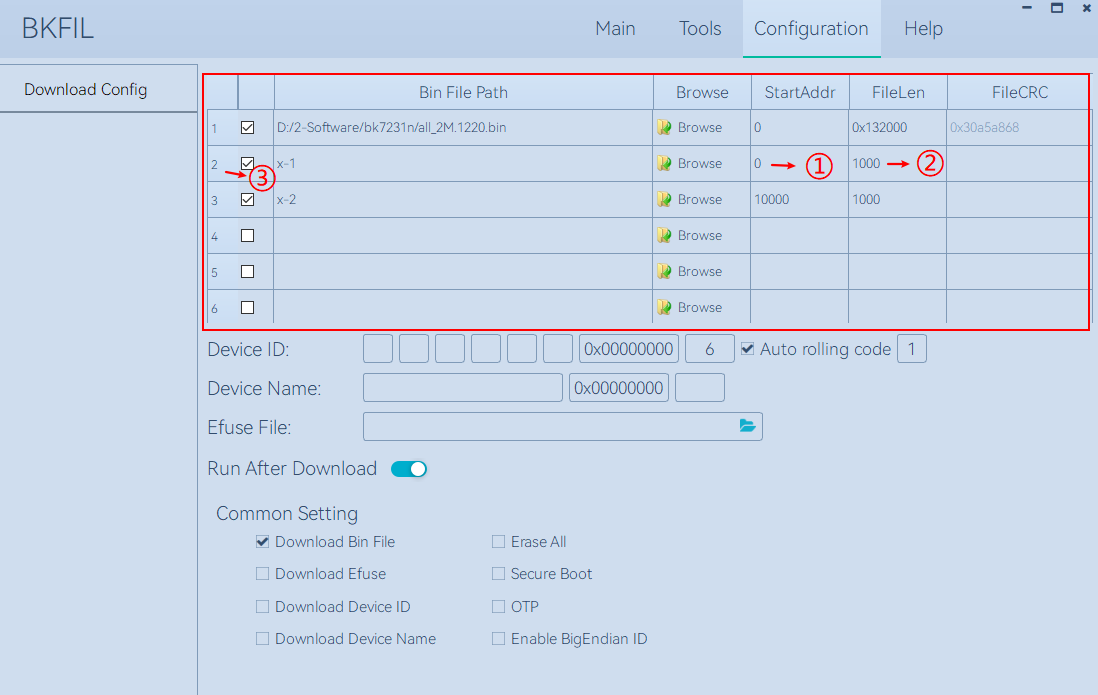 BKFIL
Main Tools Configuration Help
Download Config
Bin File Path Browse StartAddr FileLen FileCRC
1 D:/2-Software/bk7231n/all_2M.1220.bin Browse 0 0x132000 0x30a5a868
2 x-1 Browse 0 ① 1000 ②
③
3 x-2 Browse 10000 1000
4 Browse
5 Browse
6 Browse
Device ID: 0x00000000 6 Auto rolling code 1
Device Name: 0x00000000
Efuse File:
Run After Download
Common Setting
Download Bin File Erase All
Download Efuse Secure Boot
Download Device ID OTP
Download Device Name Enable BigEndian ID